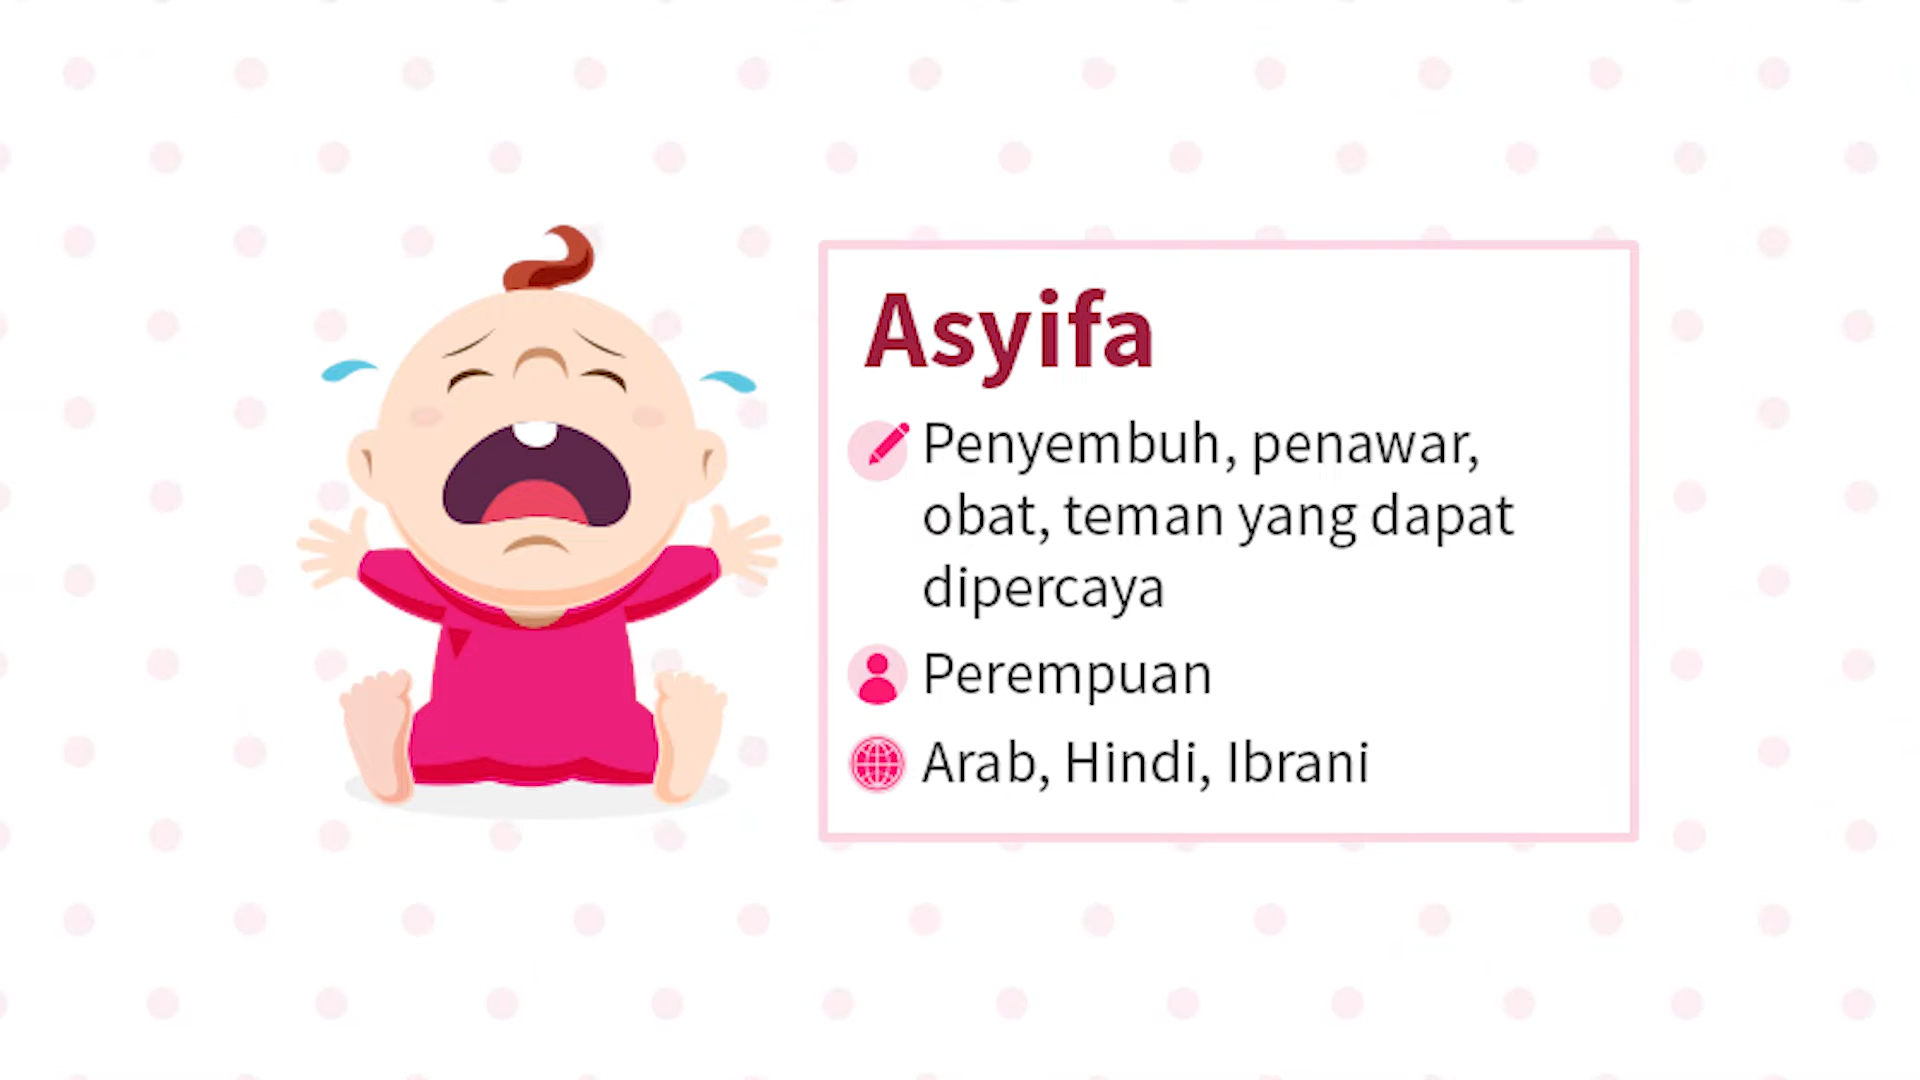 Asyifa
Penyembuh, penawar,
obat, teman yang dapat
dipercaya
Perempuan
Arab, Hindi, Ibrani